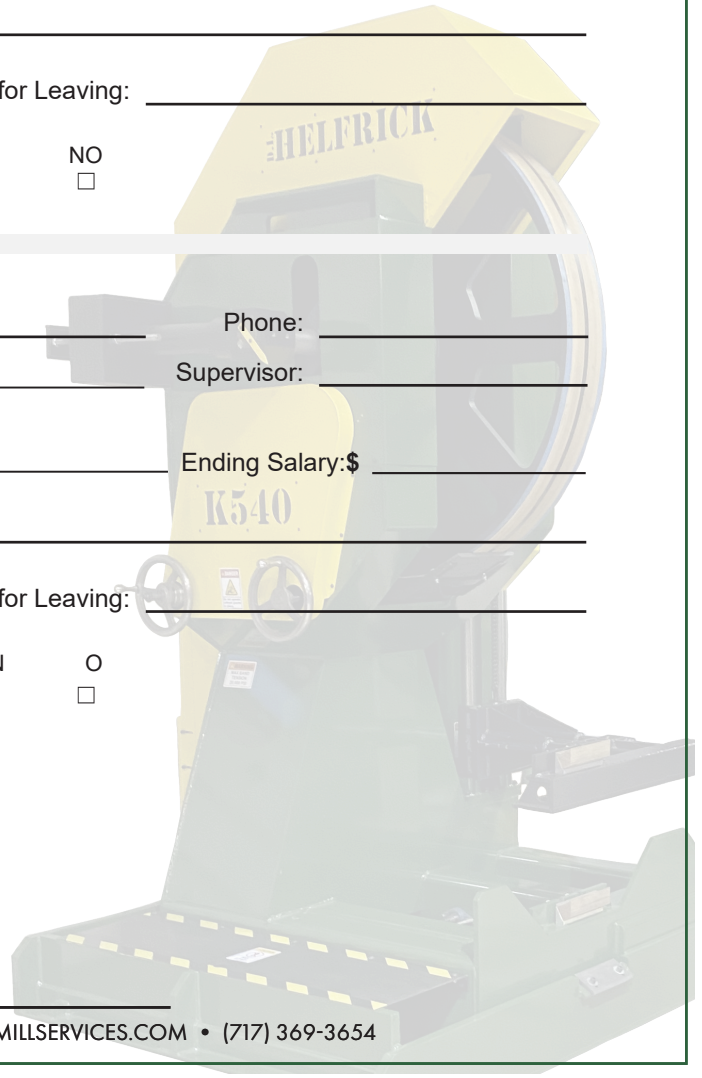 for Leaving:
HELFRICK
NO
☐
Phone:
Supervisor:
Ending Salary:$
K540
for Leaving:
N O
☐
MILLSERVICES.COM • (717) 369-3654